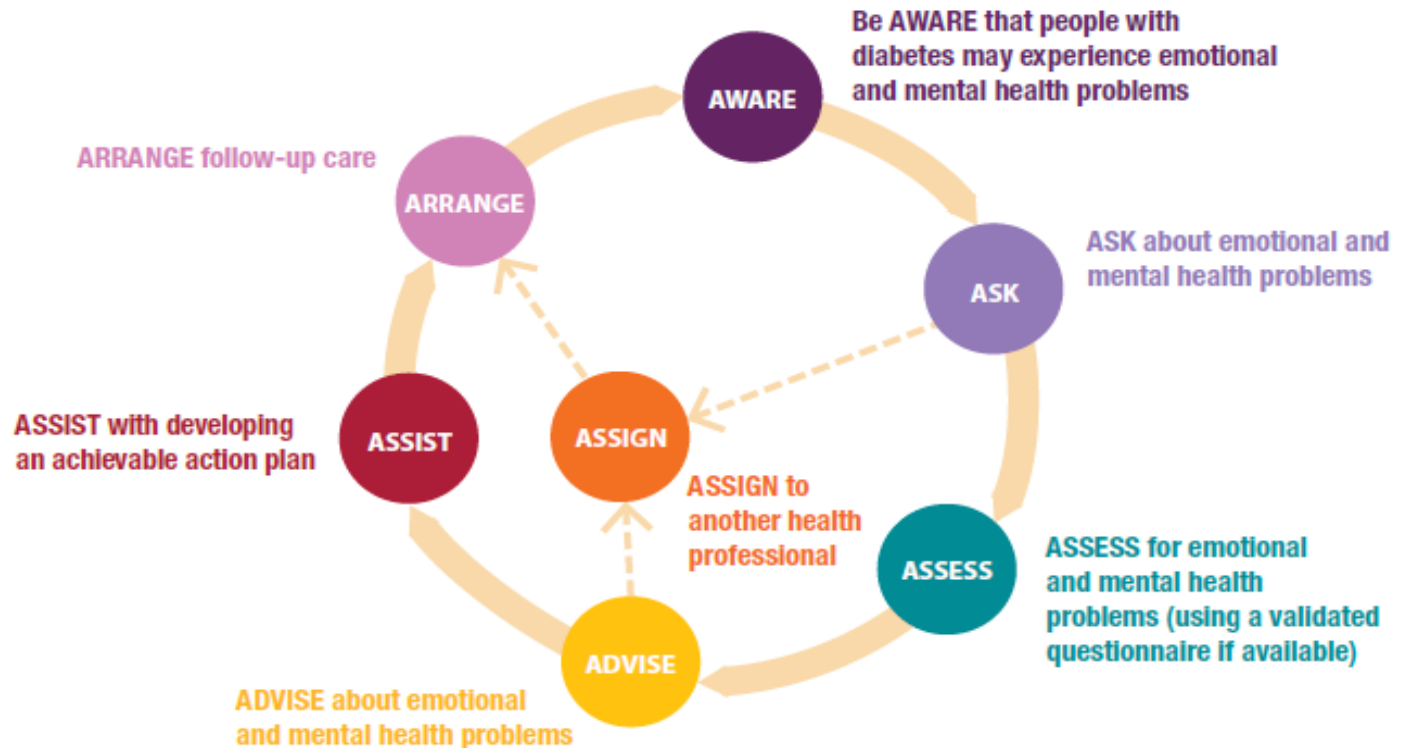 AWARE
Be AWARE that people with
diabetes may experience emotional
and mental health problems
ASK
ASK about emotional and
mental health problems
ASSESS
ASSESS for emotional
and mental health
problems (using a validated
questionnaire if available)
ADVISE
ADVISE about emotional
and mental health problems
ASSIGN
ASSIGN to
another health
professional
ASSIST
ASSIST with developing
an achievable action plan
ARRANGE
ARRANGE follow-up care